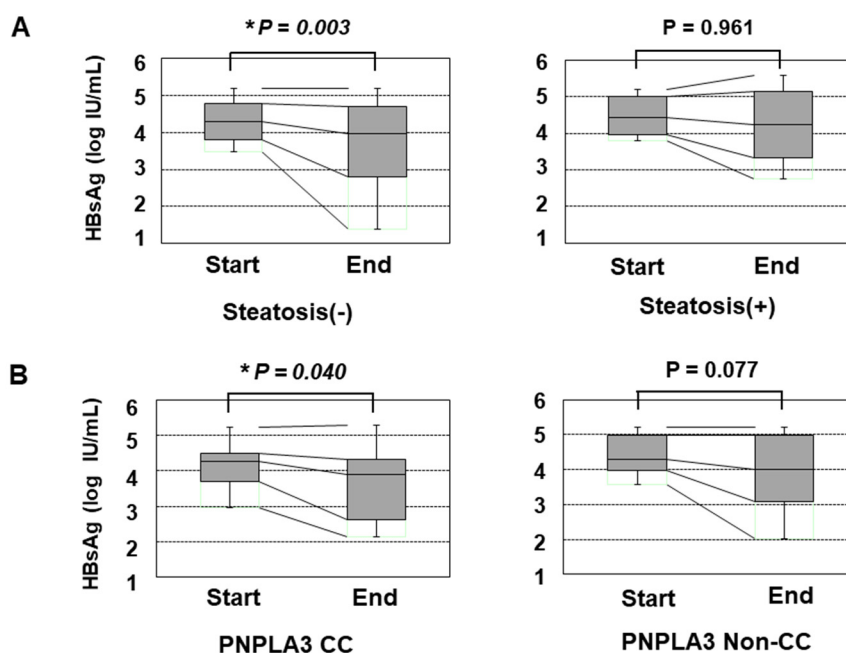 A
* P = 0.003
P = 0.961
HBsAg (log IU/mL)
6
5
4
3
2
1
6
5
4
3
2
1
Start
End
Start
End
Steatosis(-)
Steatosis(+)
B
* P = 0.040
P = 0.077
HBsAg (log IU/mL)
6
5
4
3
2
1
6
5
4
3
2
1
Start
End
Start
End
PNPLA3 CC
PNPLA3 Non-CC